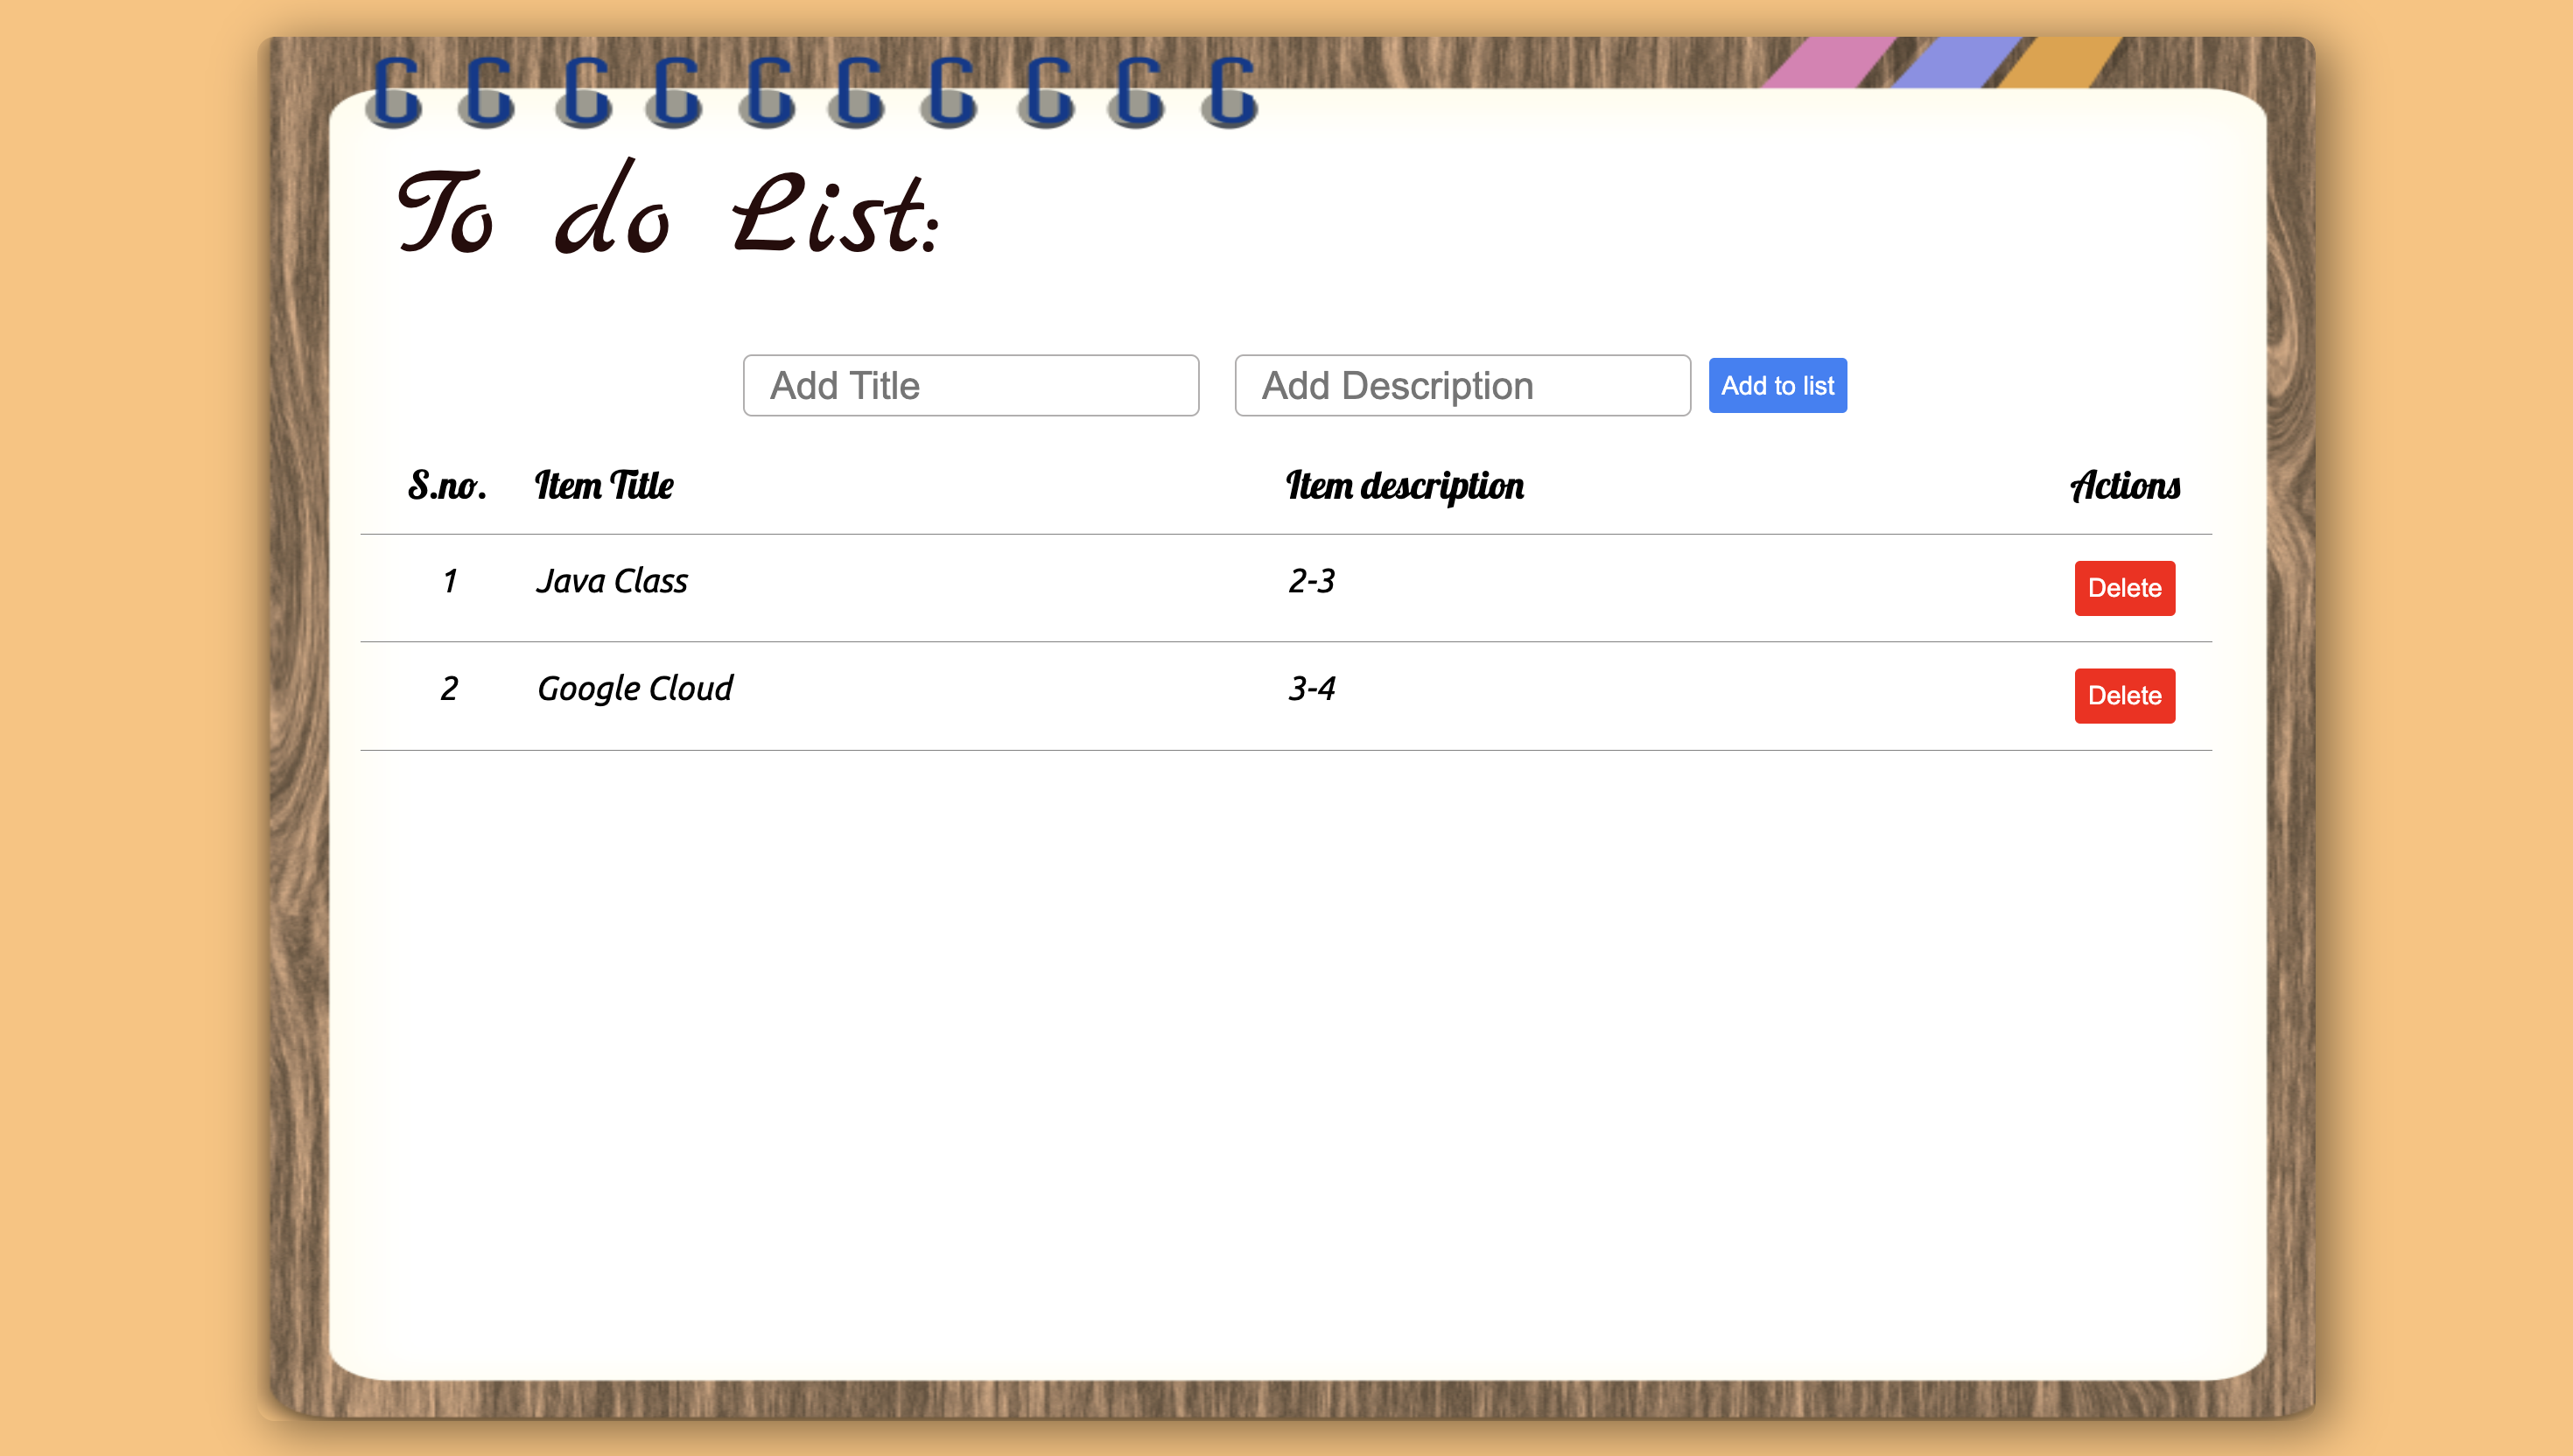 To do List:
Add Title Add Description Add to list
S.no. Item Title Item description Actions
1 Java Class 2-3 Delete
2 Google Cloud 3-4 Delete